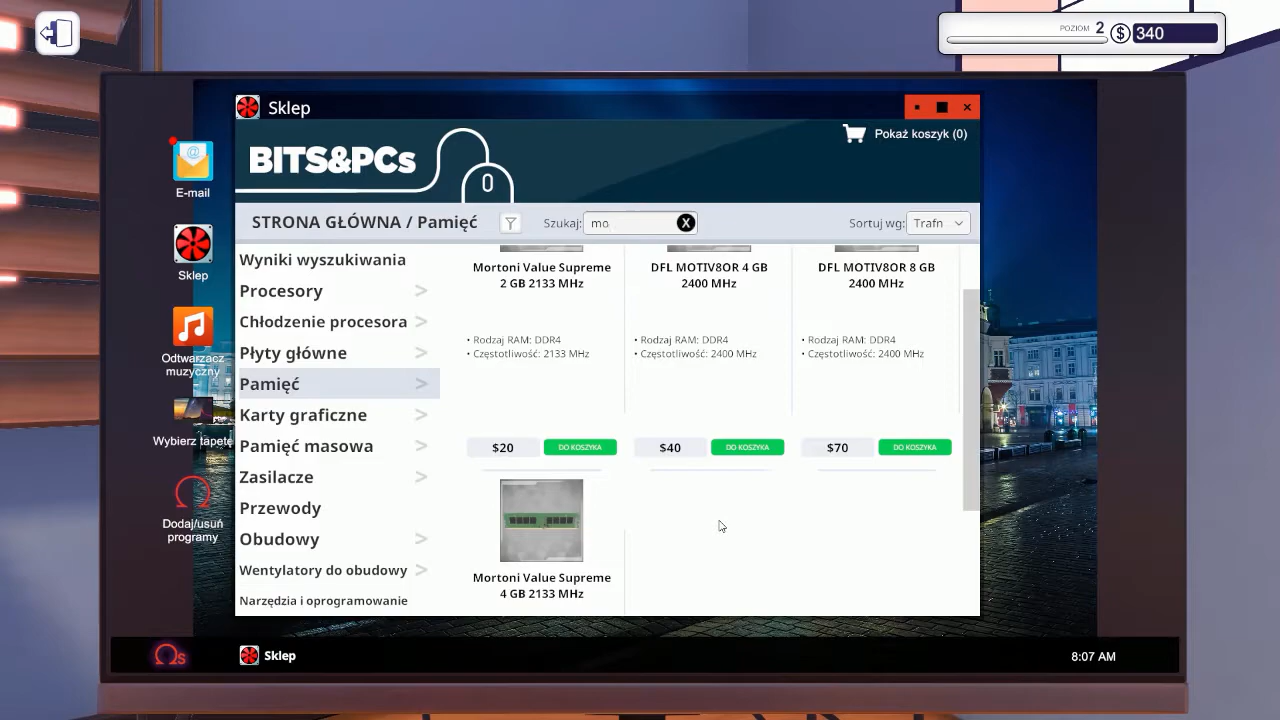 POZIOM 2 $ 340
Sklep
BITS&PCs
Pokaż koszyk (0)
STRONA GŁÓWNA / Pamięć
Szukaj: mo X
Sortuj wg: Trafn
E-mail
Sklep
Odtwarzacz
muzyczny
Wybierz tapetę
Dodaj/usuń
programy
Wyniki wyszukiwania
Procesory >
Chłodzenie procesora >
Płyty główne >
Pamięć >
Karty graficzne >
Pamięć masowa >
Zasilacze >
Przewody
Obudowy >
Wentylatory do obudowy >
Narzędzia i oprogramowanie
Mortoni Value Supreme
2 GB 2133 MHz
• Rodzaj RAM: DDR4
• Częstotliwość: 2133 MHz
$20 DO KOSZYKA
DFL MOTIV8OR 4 GB
2400 MHz
• Rodzaj RAM: DDR4
• Częstotliwość: 2400 MHz
$40 DO KOSZYKA
DFL MOTIV8OR 8 GB
2400 MHz
• Rodzaj RAM: DDR4
• Częstotliwość: 2400 MHz
$70 DO KOSZYKA
Mortoni Value Supreme
4 GB 2133 MHz
Ωs
Sklep
8:07 AM